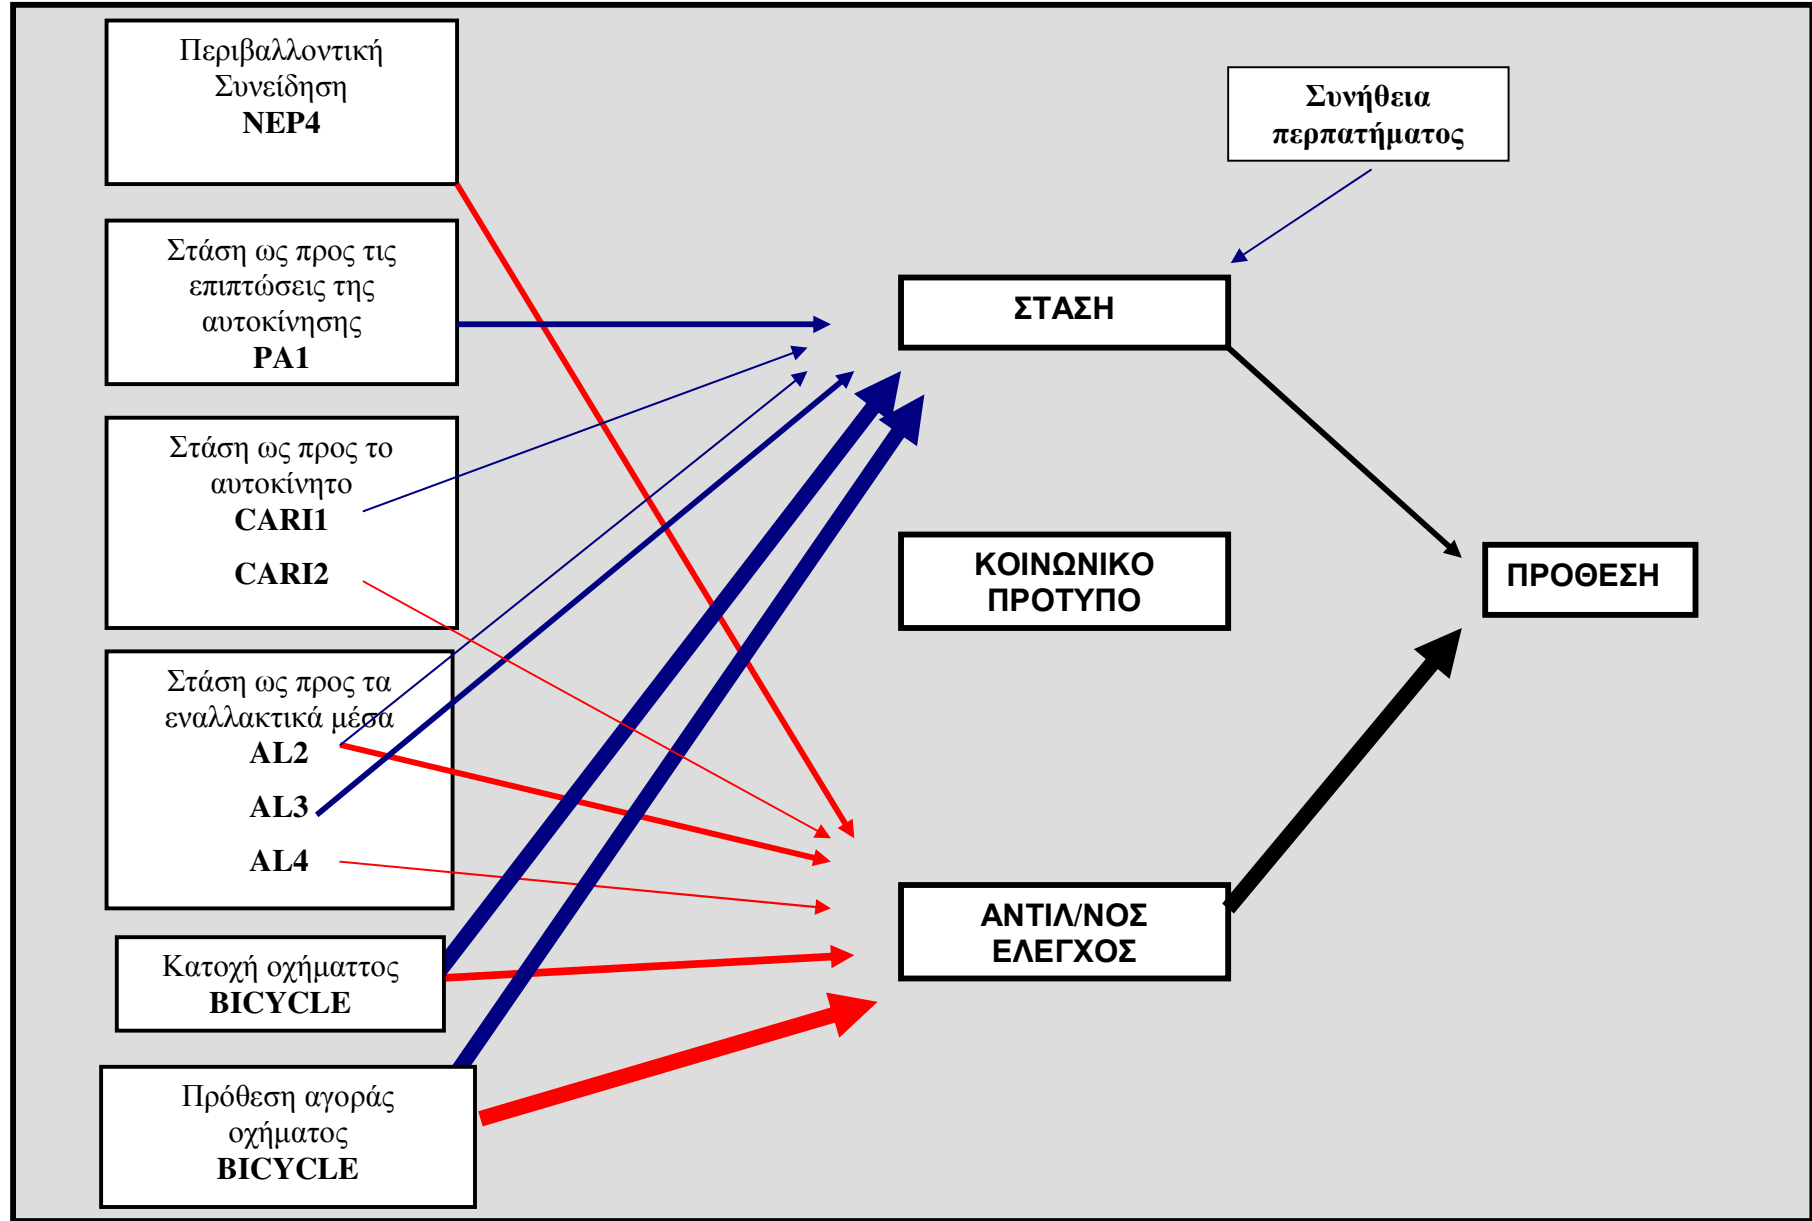 Περιβαλλοντική
Συνείδηση
NEP4
Στάση ως προς τις
επιπτώσεις της
αυτοκίνησης
PA1
Στάση ως προς το
αυτοκίνητο
CARI1
CARI2
Στάση ως προς τα
εναλλακτικά μέσα
AL2
AL3
AL4
Κατοχή οχήματτος
BICYCLE
Πρόθεση αγοράς
οχήματος
BICYCLE
Συνήθεια
περπατήματος
ΣΤΑΣΗ
ΚΟΙΝΩΝΙΚΟ
ΠΡΟΤΥΠΟ
ΑΝΤΙΛ/ΝΟΣ
ΕΛΕΓΧΟΣ
ΠΡΟΘΕΣΗ